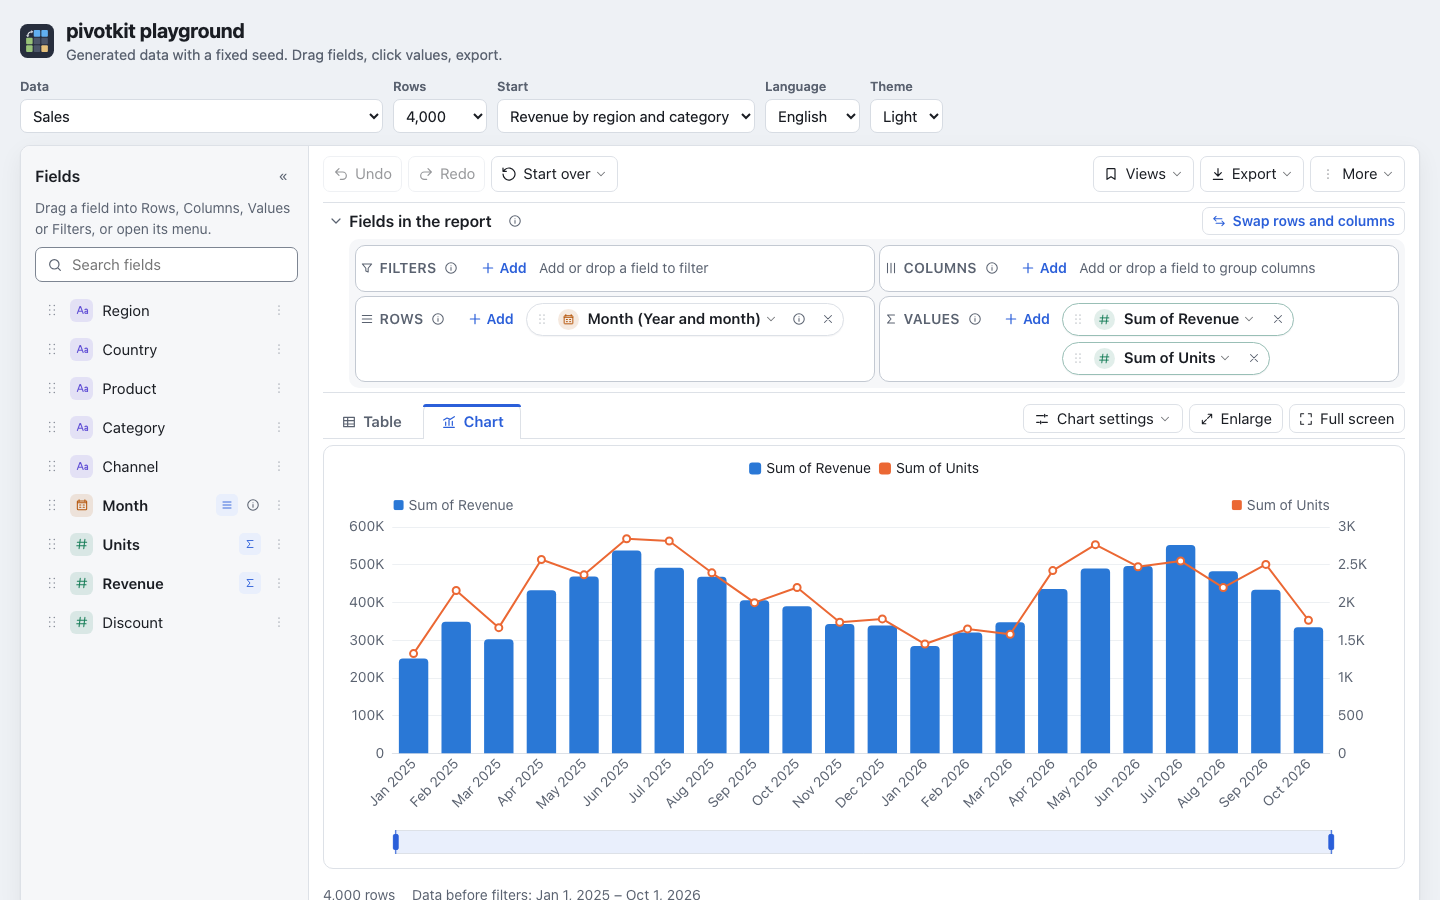 pivotkit playground
Generated data with a fixed seed. Drag fields, click values, export.
Data
Rows
Start
Language
Theme
Sales
4,000
Revenue by region and category
English
Light
Fields
«
Drag a field into Rows, Columns, Values
or Filters, or open its menu.
Search fields
Aa Region
Aa Country
Aa Product
Aa Category
Aa Channel
Month
# Units Σ
# Revenue Σ
# Discount
Undo
Redo
Start over
Views
Export
More
Fields in the report
Swap rows and columns
FILTERS
+ Add
Add or drop a field to filter
COLUMNS
+ Add
Add or drop a field to group columns
ROWS
+ Add
Month (Year and month)
Σ VALUES
+ Add
# Sum of Revenue
# Sum of Units
Table
Chart
Chart settings
Enlarge
Full screen
Sum of Revenue
Sum of Units
Sum of Revenue
Sum of Units
600K
500K
400K
300K
200K
100K
0
3K
2.5K
2K
1.5K
1K
500
0
Jan 2025
Feb 2025
Mar 2025
Apr 2025
May 2025
Jun 2025
Jul 2025
Aug 2025
Sep 2025
Oct 2025
Nov 2025
Dec 2025
Jan 2026
Feb 2026
Mar 2026
Apr 2026
May 2026
Jun 2026
Jul 2026
Aug 2026
Sep 2026
Oct 2026
4,000 rows
Data before filters: Jan 1, 2025 – Oct 1, 2026